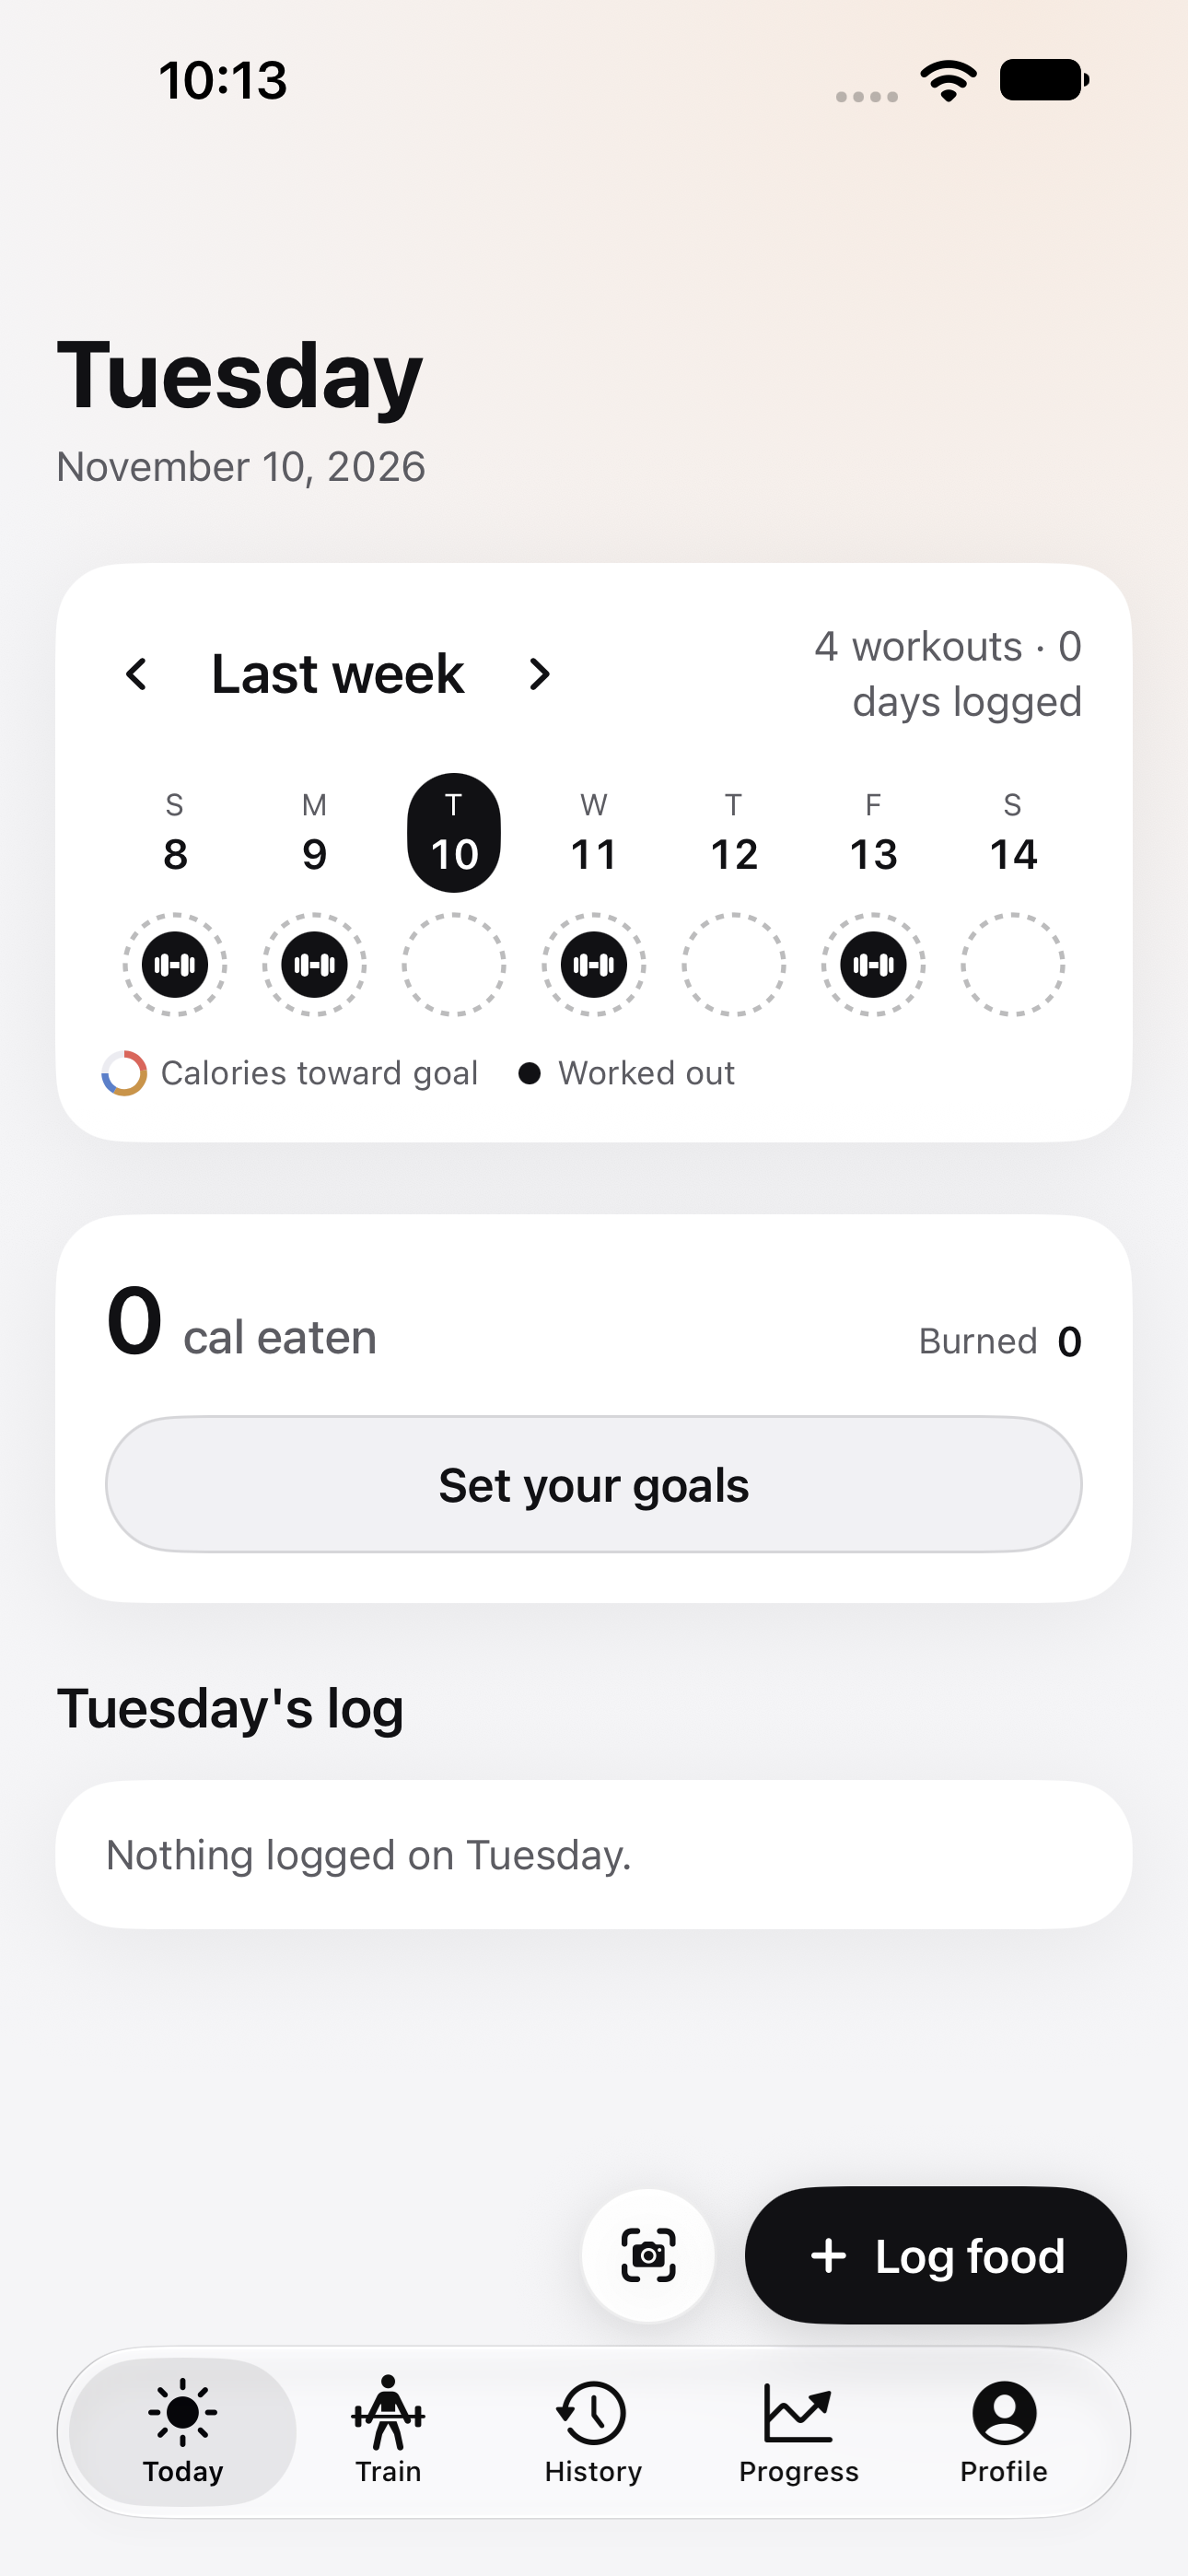 10:13
Tuesday
November 10, 2026
Last week
4 workouts · 0
days logged
S M T W T F S
8 9 10 11 12 13 14
Calories toward goal Worked out
0 cal eaten Burned 0
Set your goals
Tuesday's log
Nothing logged on Tuesday.
Log food
Today Train History Progress Profile